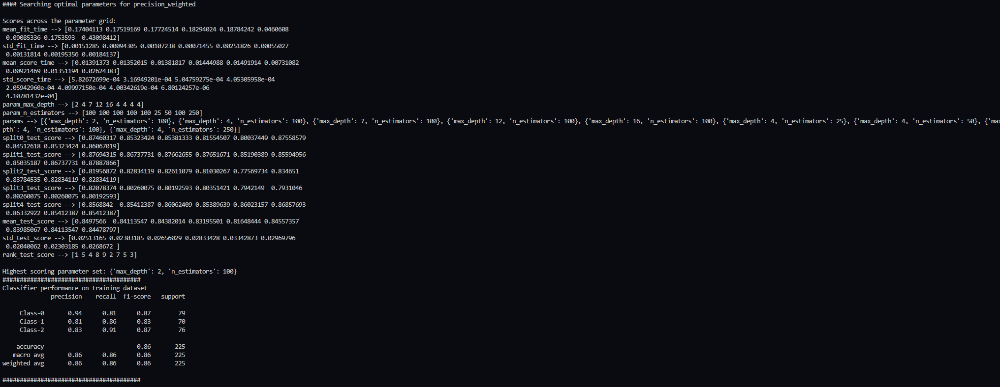 #### Searching optimal parameters for precision_weighted

Scores across the parameter grid:
mean_fit_time --> [0.17404113 0.17519169 0.17724514 0.18294024 0.18784242 0.0460608
 0.09085336 0.1753593  0.43098412]
std_fit_time --> [0.00151285 0.00094305 0.00107238 0.00071455 0.00251826 0.00055027
 0.00131814 0.00195356 0.00184137]
mean_score_time --> [0.01391373 0.01352015 0.01381817 0.01444988 0.01491914 0.00731082
 0.00921469 0.01351194 0.02624383]
std_score_time --> [5.82672699e-04 3.16949201e-04 5.04759275e-04 4.05305958e-04
 2.05942960e-04 4.09997150e-04 4.00342619e-04 6.80124257e-06
 4.10781432e-04]
param_max_depth --> [2 4 7 12 16 4 4 4 4]
param_n_estimators --> [100 100 100 100 100 25 50 100 250]
params --> [{'max_depth': 2, 'n_estimators': 100}, {'max_depth': 4, 'n_estimators': 100}, {'max_depth': 7, 'n_estimators': 100}, {'max_depth': 12, 'n_estimators': 100}, {'max_depth': 16, 'n_estimators': 100}, {'max_depth': 4, 'n_estimators': 25}, {'max_depth': 4, 'n_estimators': 50}, {'max
pth': 4, 'n_estimators': 100}, {'max_depth': 4, 'n_estimators': 250}]
split0_test_score --> [0.87460317 0.85323424 0.85381333 0.81554507 0.80037449 0.87558579
 0.84512618 0.85323424 0.86067019]
split1_test_score --> [0.87694315 0.86737731 0.87662655 0.87651671 0.85190389 0.85594956
 0.85035187 0.86737731 0.87887866]
split2_test_score --> [0.81956872 0.82834119 0.82611079 0.81030267 0.77569734 0.834651
 0.83784535 0.82834119 0.82834119]
split3_test_score --> [0.82078374 0.80260075 0.80192593 0.80351421 0.7942149  0.7931046
 0.80260075 0.80260075 0.80192593]
split4_test_score --> [0.8568842  0.85412387 0.86062409 0.85389639 0.86023157 0.86857693
 0.86332922 0.85412387 0.85412387]
mean_test_score --> [0.8497566  0.84113547 0.84382014 0.83195501 0.81648444 0.84557357
 0.83985067 0.84113547 0.84478797]
std_test_score --> [0.02513165 0.02303185 0.02656029 0.02833428 0.03342873 0.02969796
 0.02040062 0.02303185 0.0268672 ]
rank_test_score --> [1 5 4 8 9 2 7 5 3]

Highest scoring parameter set: {'max_depth': 2, 'n_estimators': 100}
########################################
Classifier performance on training dataset
              precision    recall  f1-score   support

     Class-0       0.94      0.81      0.87        79
     Class-1       0.81      0.86      0.83        70
     Class-2       0.83      0.91      0.87        76

    accuracy                           0.86       225
   macro avg       0.86      0.86      0.86       225
weighted avg       0.86      0.86      0.86       225

########################################